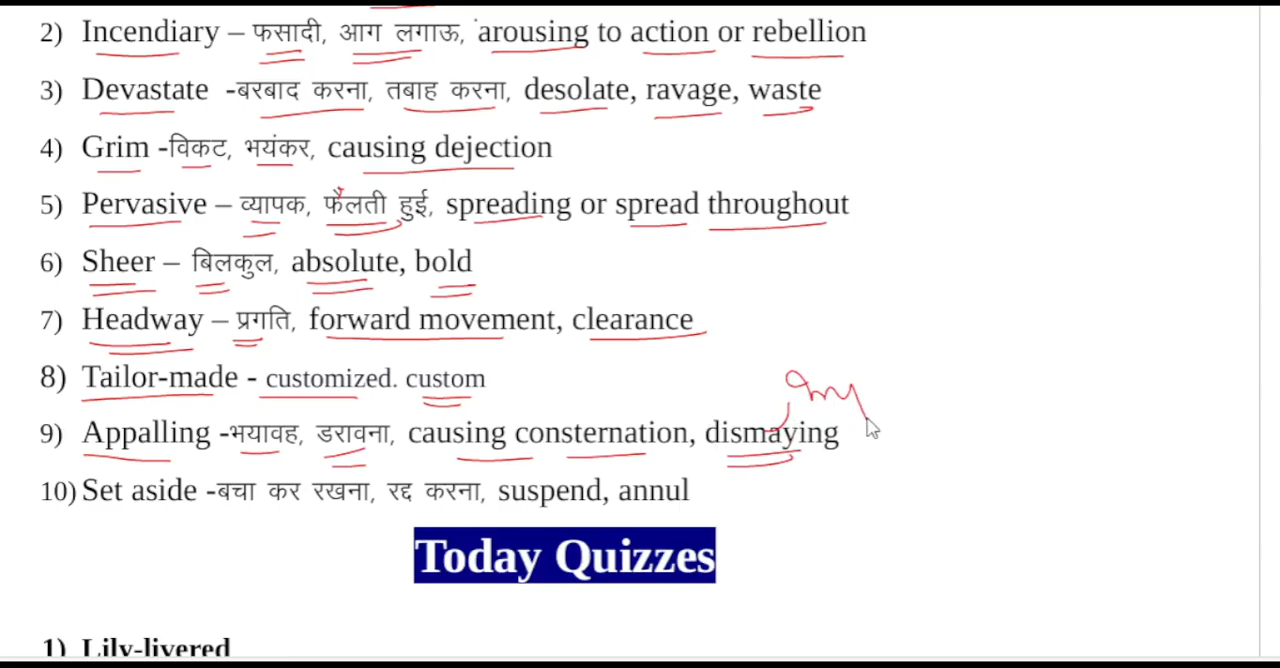 2) Incendiary – फसादी, आग लगाऊ, arousing to action or rebellion
3) Devastate -बरबाद करना, तबाह करना, desolate, ravage, waste
4) Grim -विकट, भयंकर, causing dejection
5) Pervasive – व्यापक, फैलती हुई, spreading or spread throughout
6) Sheer – बिलकुल, absolute, bold
7) Headway – प्रगति, forward movement, clearance
8) Tailor-made - customized. custom
9) Appalling -भयावह, डरावना, causing consternation, dismaying
10) Set aside -बचा कर रखना, रद्द करना, suspend, annul
Today Quizzes
1) Lily-livered